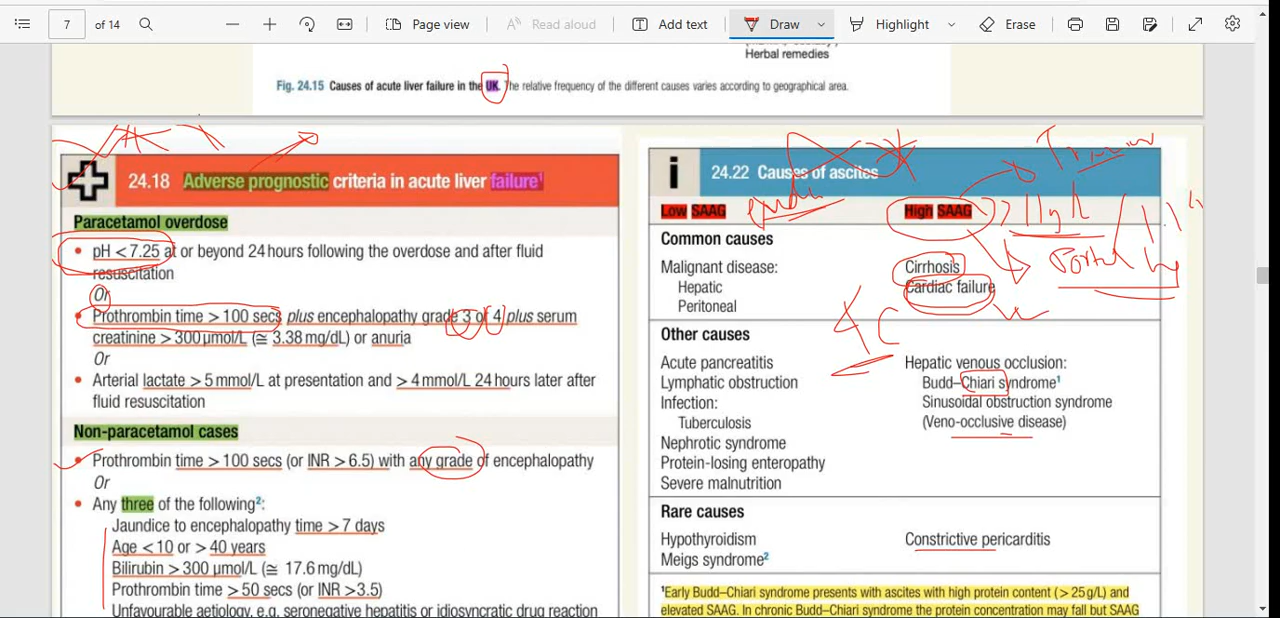 7 of 14 Page view Read aloud Add text Draw Highlight Erase
Herbal remedies
Fig. 24.15 Causes of acute liver failure in the UK. The relative frequency of the different causes varies according to geographical area.
24.18 Adverse prognostic criteria in acute liver failure¹
Paracetamol overdose
• pH < 7.25 at or beyond 24 hours following the overdose and after fluid
resuscitation
Or
• Prothrombin time > 100 secs plus encephalopathy grade 3 or 4 plus serum
creatinine > 300 µmol/L (≅ 3.38 mg/dL) or anuria
Or
• Arterial lactate > 5 mmol/L at presentation and > 4 mmol/L 24 hours later after
fluid resuscitation
Non-paracetamol cases
• Prothrombin time > 100 secs (or INR > 6.5) with any grade of encephalopathy
Or
• Any three of the following²:
Jaundice to encephalopathy time > 7 days
Age < 10 or > 40 years
Bilirubin > 300 µmol/L (≅ 17.6 mg/dL)
Prothrombin time > 50 secs (or INR > 3.5)
Unfavourable aetiology, e.g. seronegative hepatitis or idiosyncratic drug reaction
i 24.22 Causes of ascites
Low SAAG High SAAG
11 g/L
Portal
Common causes
Malignant disease: Cirrhosis
Hepatic Cardiac failure
Peritoneal
4C
Other causes
Acute pancreatitis Hepatic venous occlusion:
Lymphatic obstruction Budd–Chiari syndrome¹
Infection: Sinusoidal obstruction syndrome
Tuberculosis (Veno-occlusive disease)
Nephrotic syndrome
Protein-losing enteropathy
Severe malnutrition
Rare causes
Hypothyroidism Constrictive pericarditis
Meigs syndrome²
¹Early Budd–Chiari syndrome presents with ascites with high protein content (> 25 g/L) and
elevated SAAG. In chronic Budd–Chiari syndrome the protein concentration may fall but SAAG